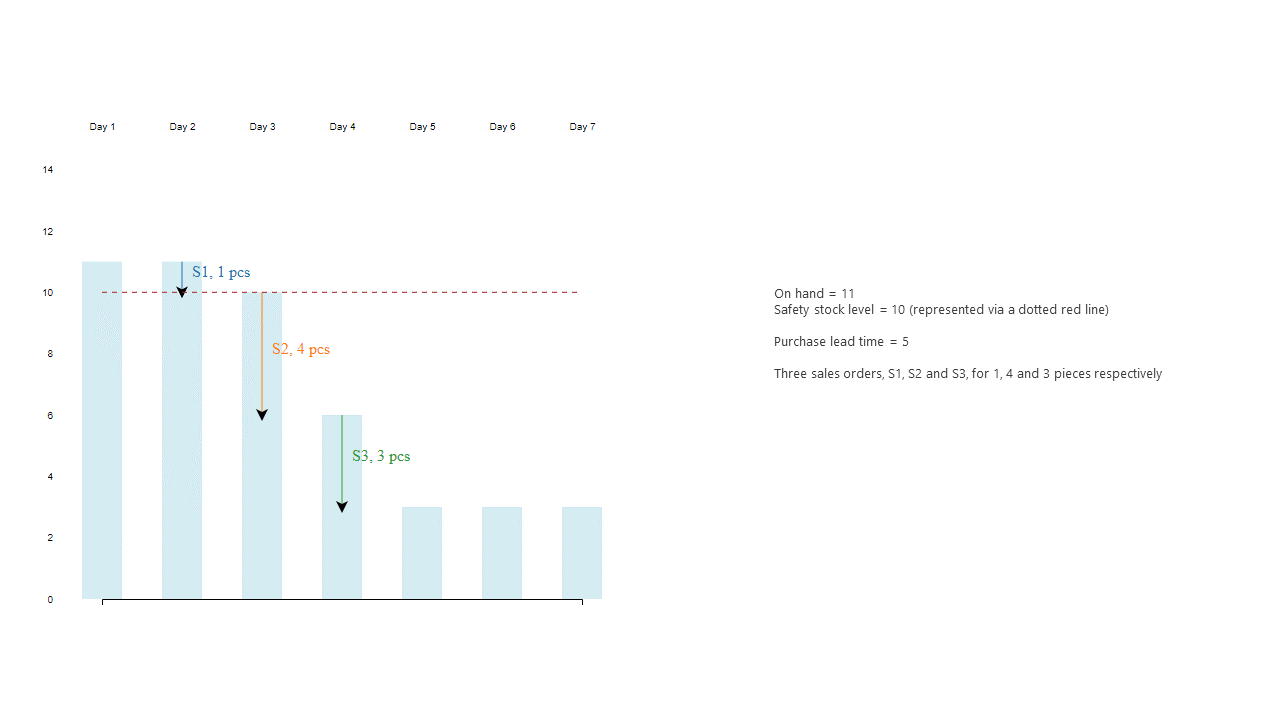 Day 1 Day 2 Day 3 Day 4 Day 5 Day 6 Day 7
14
12
S1, 1 pcs
10
On hand = 11
Safety stock level = 10 (represented via a dotted red line)
Purchase lead time = 5
S2, 4 pcs
8
Three sales orders, S1, S2 and S3, for 1, 4 and 3 pieces respectively
6
S3, 3 pcs
4
2
0